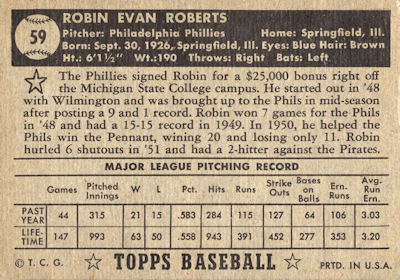 59
ROBIN EVAN ROBERTS
Pitcher: Philadelphia Phillies Home: Springfield, Ill.
Born: Sept. 30, 1926, Springfield, Ill. Eyes: Blue Hair: Brown
Ht.: 6'1½" Wt.: 190 Throws: Right Bats: Left
The Phillies signed Robin for a $25,000 bonus right off
the Michigan State College campus. He started out in '48
with Wilmington and was brought up to the Phils in mid-season
after posting a 9 and 1 record. Robin won 7 games for the Phils
in '48 and had a 15-15 record in 1949. In 1950, he helped the
Phils win the Pennant, wining 20 and losing only 11. Robin
hurled 6 shutouts in '51 and had a 2-hitter against the Pirates.
MAJOR LEAGUE PITCHING RECORD
Games Pitched Innings W L Pct. Hits Runs Strike Outs Bases on Balls Ern. Runs Avg. Run Ern.
PAST YEAR 44 315 21 15 .583 284 115 127 64 106 3.03
LIFE-TIME 147 993 63 50 .558 943 391 452 277 353 3.20
© T. C. G. TOPPS BASEBALL PRTD. IN U.S.A.